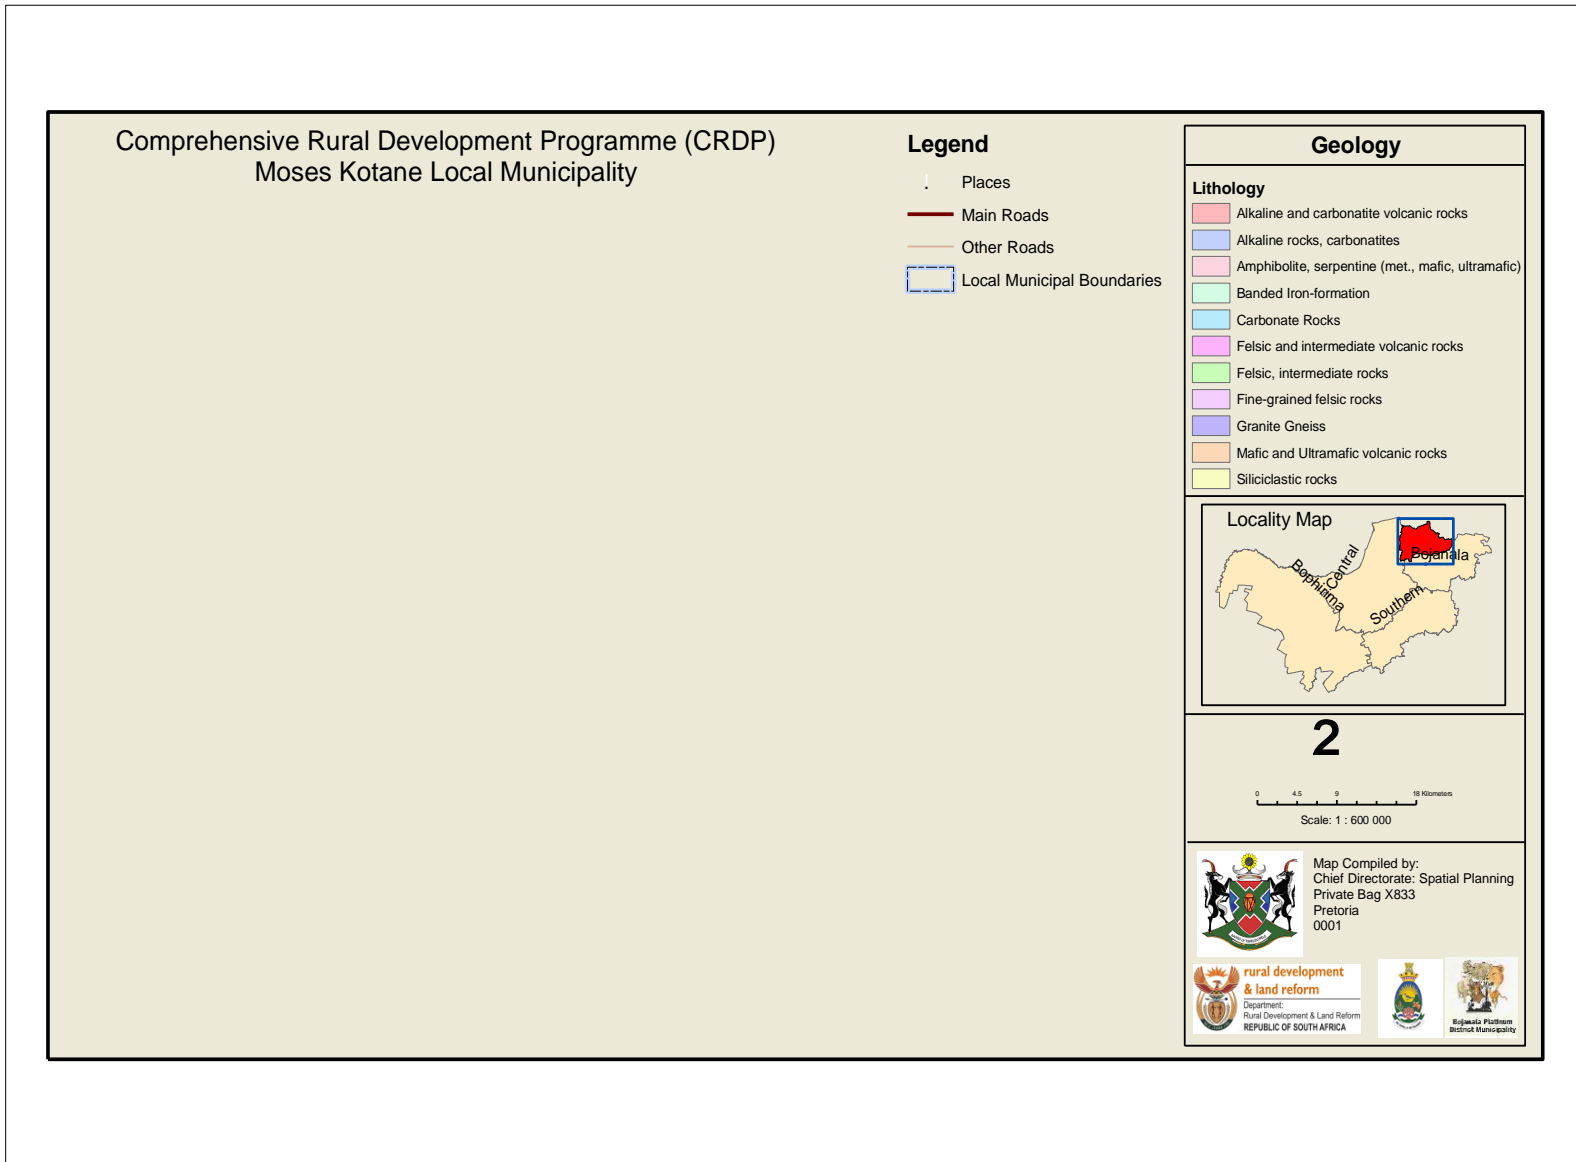 Comprehensive Rural Development Programme (CRDP)
Moses Kotane Local Municipality
Legend
! Places
Main Roads
Other Roads
Local Municipal Boundaries
Geology
Lithology
Alkaline and carbonatite volcanic rocks
Alkaline rocks, carbonatites
Amphibolite, serpentine (met., mafic, ultramafic)
Banded Iron-formation
Carbonate Rocks
Felsic and intermediate volcanic rocks
Felsic, intermediate rocks
Fine-grained felsic rocks
Granite Gneiss
Mafic and Ultramafic volcanic rocks
Siliciclastic rocks
Locality Map
Bojanala
Central
Bophirima
Southern
2
0 4.5 9 18 Kilometers
Scale: 1 : 600 000
Map Compiled by:
Chief Directorate: Spatial Planning
Private Bag X833
Pretoria
0001
rural development
& land reform
Department:
Rural Development & Land Reform
REPUBLIC OF SOUTH AFRICA
Bojanala Platinum
District Municipality